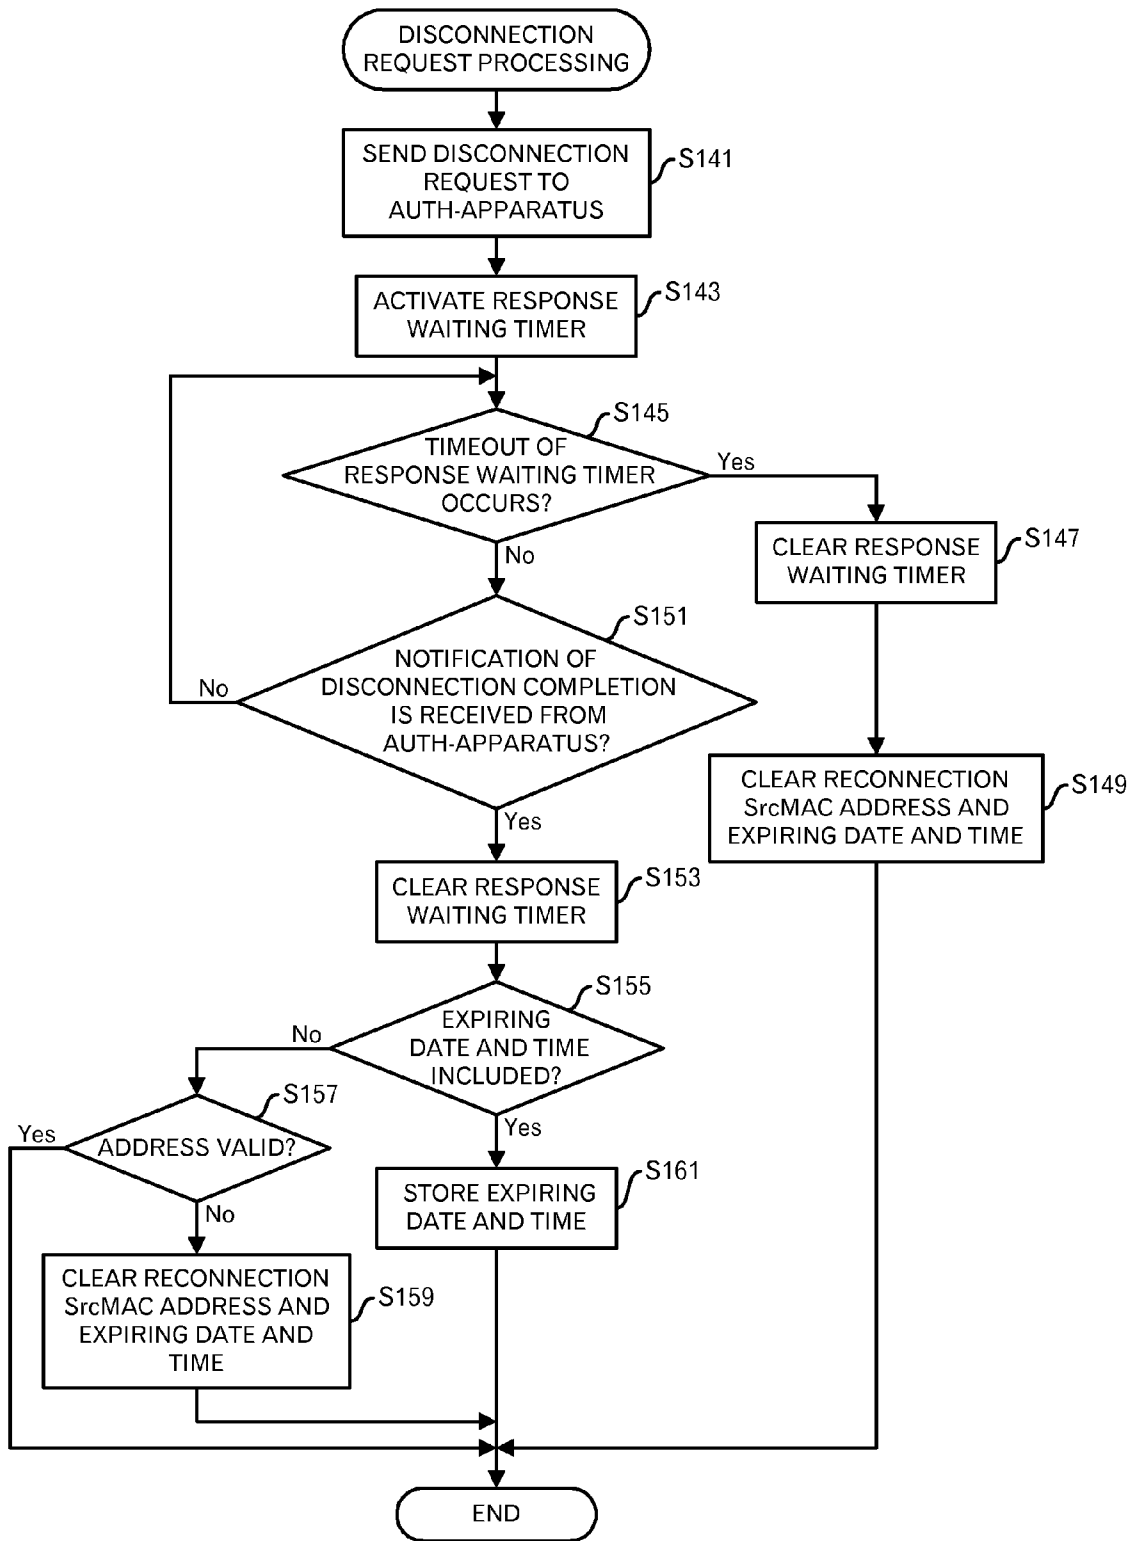 DISCONNECTION
REQUEST PROCESSING
SEND DISCONNECTION
REQUEST TO
AUTH-APPARATUS
S141
ACTIVATE RESPONSE
WAITING TIMER
S143
S145
TIMEOUT OF
RESPONSE WAITING TIMER
OCCURS?
Yes
No
CLEAR RESPONSE
WAITING TIMER
S147
S151
NOTIFICATION OF
DISCONNECTION COMPLETION
IS RECEIVED FROM
AUTH-APPARATUS?
No
Yes
CLEAR RECONNECTION
SrcMAC ADDRESS AND
EXPIRING DATE AND TIME
S149
CLEAR RESPONSE
WAITING TIMER
S153
S155
EXPIRING
DATE AND TIME
INCLUDED?
No
Yes
S157
ADDRESS VALID?
Yes
No
STORE EXPIRING
DATE AND TIME
S161
CLEAR RECONNECTION
SrcMAC ADDRESS AND
EXPIRING DATE AND
TIME
S159
END